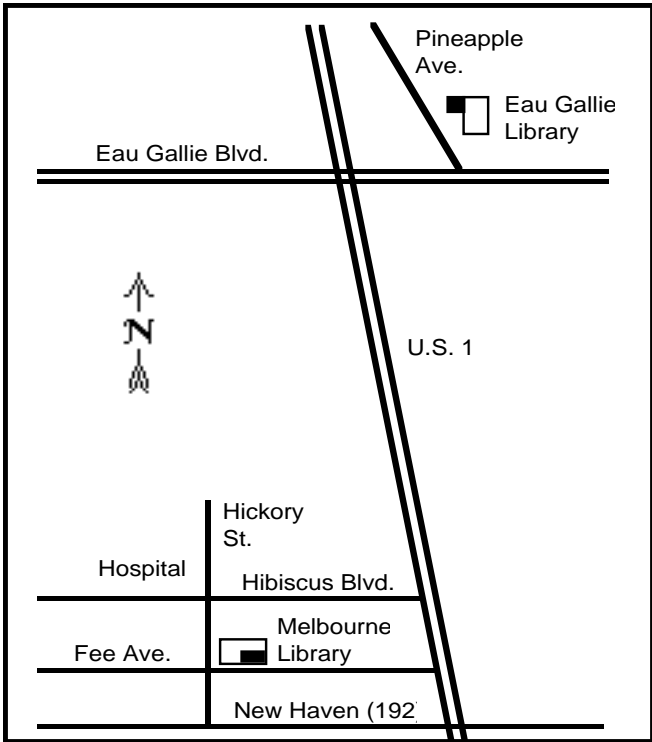 Pineapple
Ave.
Eau Gallie
Library
Eau Gallie Blvd.
N
U.S. 1
Hickory
St.
Hospital
Hibiscus Blvd.
Melbourne
Fee Ave.
Library
New Haven (192)